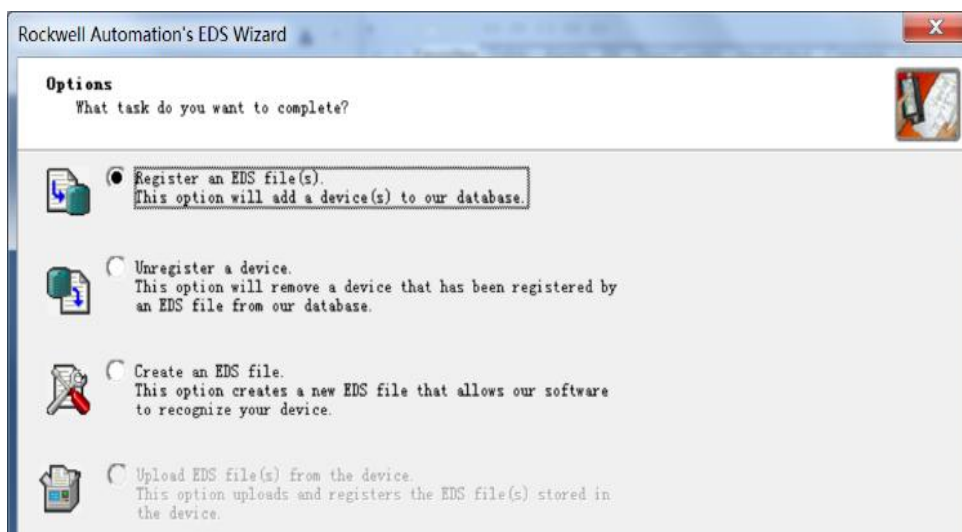 Rockwell Automation's EDS Wizard
X
Options
What task do you want to complete?
Register an EDS file(s).
This option will add a device(s) to our database.
Unregister a device.
This option will remove a device that has been registered by
an EDS file from our database.
Create an EDS file.
This option creates a new EDS file that allows our software
to recognize your device.
Upload EDS file(s) from the device.
This option uploads and registers the EDS file(s) stored in
the device.